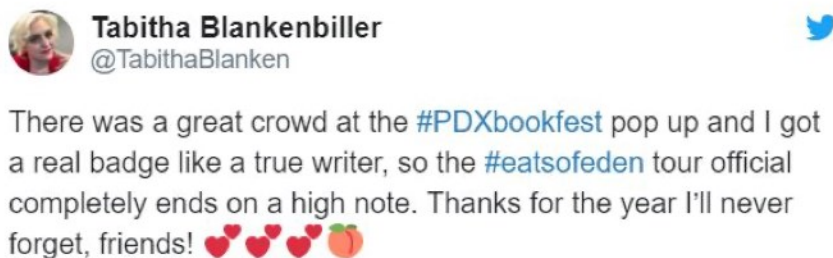 Tabitha Blankenbiller
@TabithaBlanken
There was a great crowd at the #PDXbookfest pop up and I got
a real badge like a true writer, so the #eatsofeden tour official
completely ends on a high note. Thanks for the year I'll never
forget, friends! 💕💕💕🍑